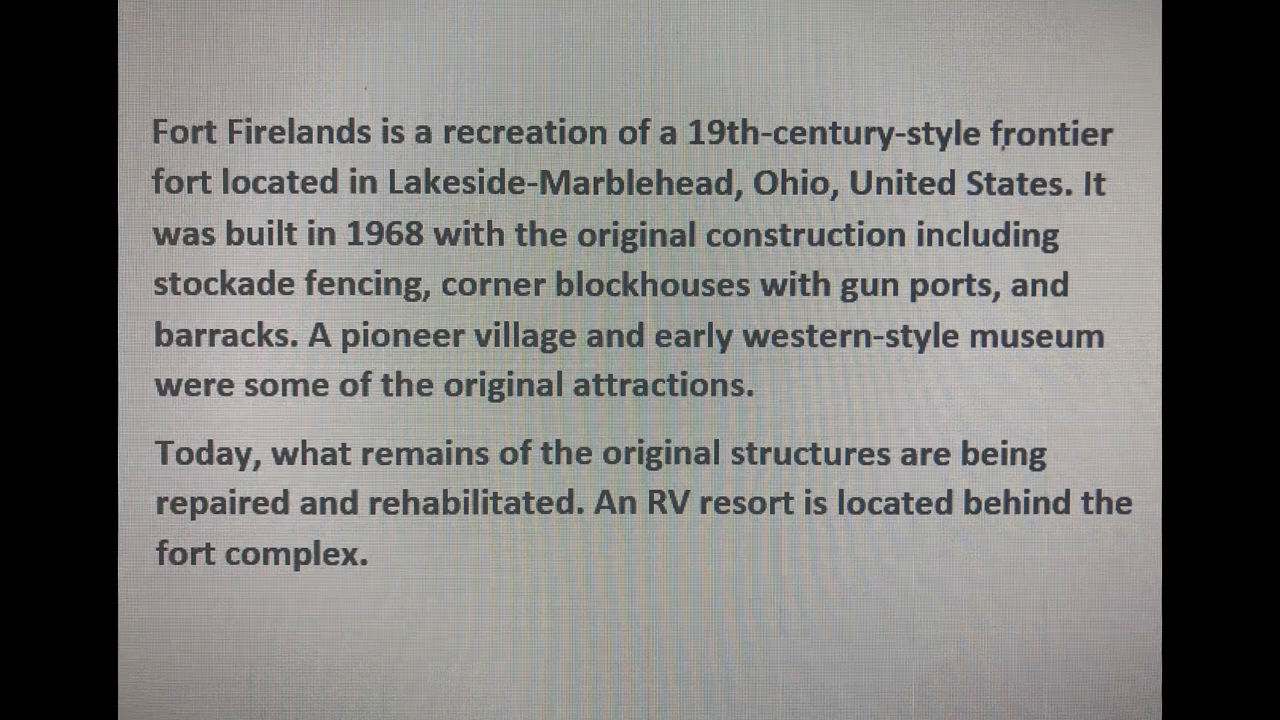 Fort Firelands is a recreation of a 19th-century-style frontier
fort located in Lakeside-Marblehead, Ohio, United States. It
was built in 1968 with the original construction including
stockade fencing, corner blockhouses with gun ports, and
barracks. A pioneer village and early western-style museum
were some of the original attractions.
Today, what remains of the original structures are being
repaired and rehabilitated. An RV resort is located behind the
fort complex.